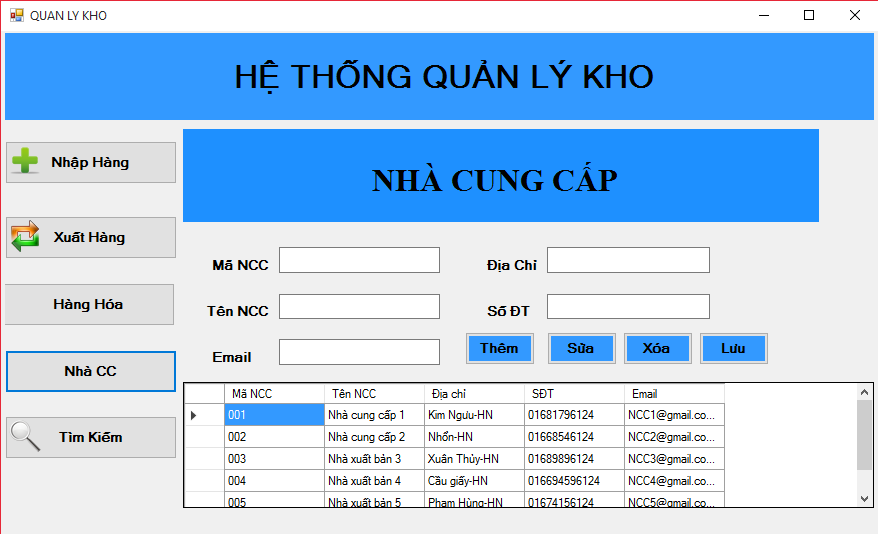 QUAN LY KHO
HỆ THỐNG QUẢN LÝ KHO
Nhập Hàng
Xuất Hàng
Hàng Hóa
Nhà CC
Tìm Kiếm
NHÀ CUNG CẤP
Mã NCC
Địa Chỉ
Tên NCC
Số ĐT
Email
Thêm
Sửa
Xóa
Lưu
Mã NCC Tên NCC Địa chỉ SĐT Email
001 Nhà cung cấp 1 Kim Ngưu-HN 01681796124 NCC1@gmail.co...
002 Nhà cung cấp 2 Nhổn-HN 01668546124 NCC2@gmail.co...
003 Nhà xuất bản 3 Xuân Thủy-HN 01689896124 NCC3@gmail.co...
004 Nhà xuất bản 4 Cầu giấy-HN 016694596124 NCC4@gmail.co...
005 Nhà xuất bản 5 Phạm Hùng-HN 01674156124 NCC5@gmail.co...